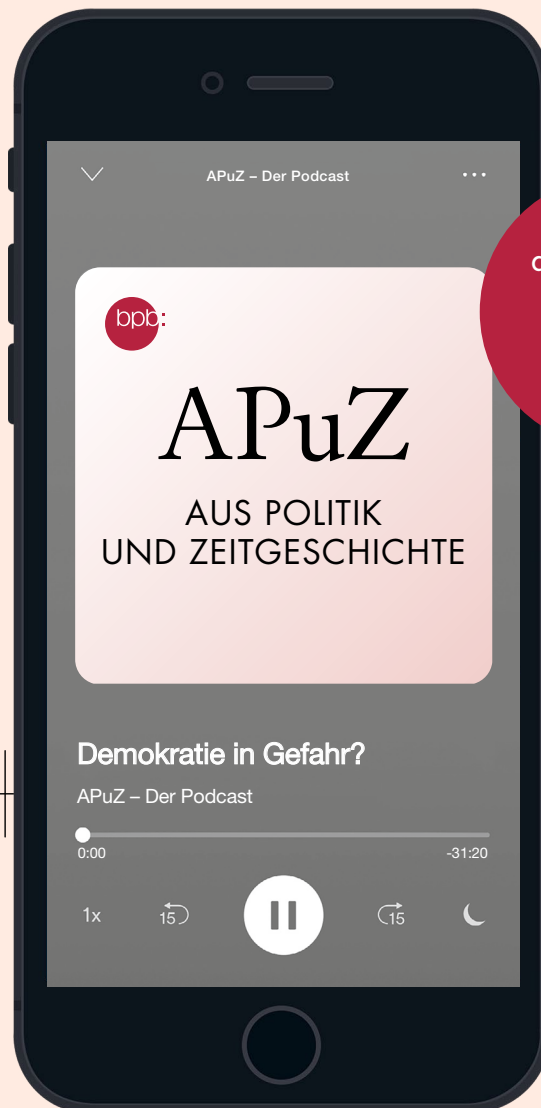 APuZ – Der Podcast
bpb:
APuZ
AUS POLITIK
UND ZEITGESCHICHTE
Demokratie in Gefahr?
APuZ – Der Podcast
0:00
-31:20
1x
15
15